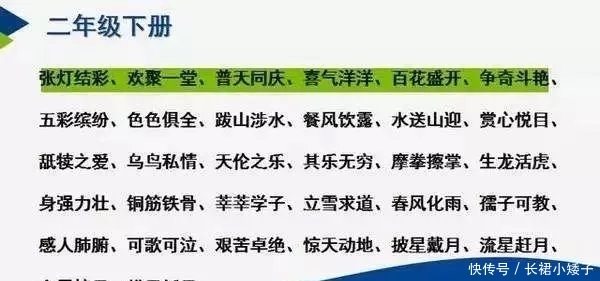 二年级下册
张灯结彩、欢聚一堂、普天同庆、喜气洋洋、百花盛开、争奇斗艳、
五彩缤纷、色色俱全、跋山涉水、餐风饮露、水送山迎、赏心悦目、
舐犊之爱、乌鸟私情、天伦之乐、其乐无穷、摩拳擦掌、生龙活虎、
身强力壮、铜筋铁骨、莘莘学子、立雪求道、春风化雨、孺子可教、
感人肺腑、可歌可泣、艰苦卓绝、惊天动地、披星戴月、流星赶月、
快传号 / 长裙小矮子